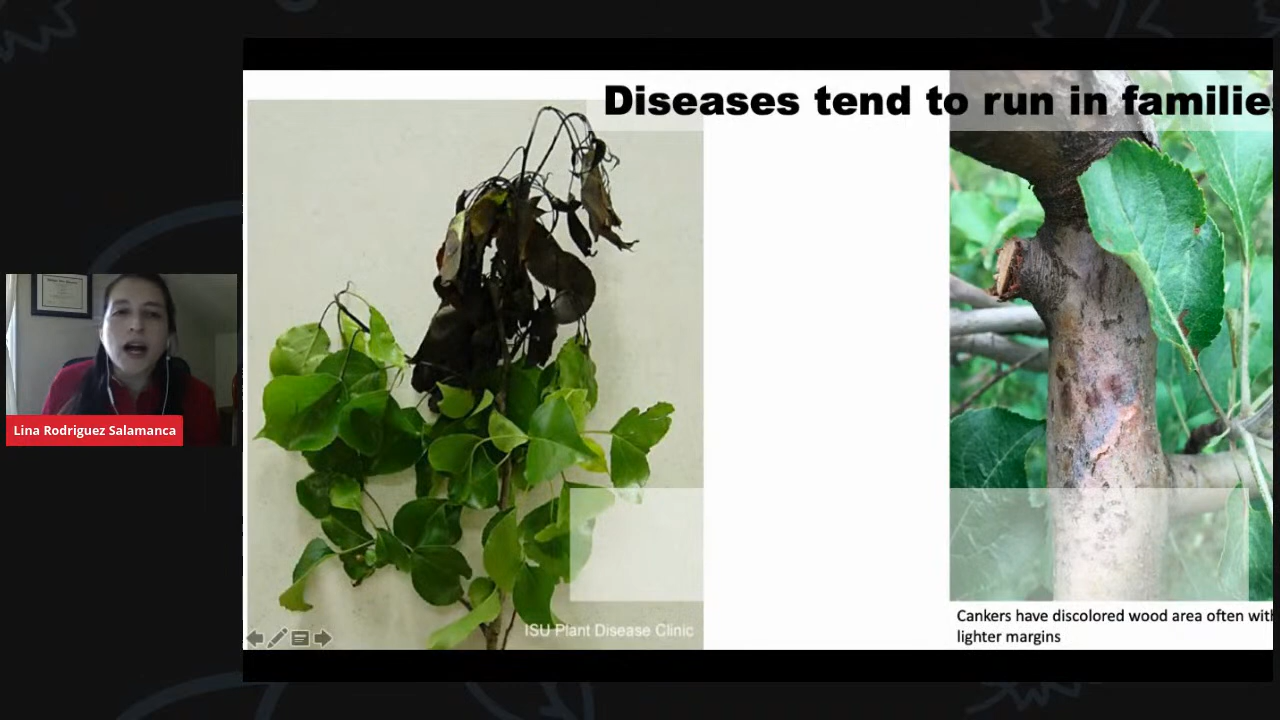 Diseases tend to run in familie
Lina Rodriguez Salamanca
ISU Plant Disease Clinic
Cankers have discolored wood area often with
lighter margins